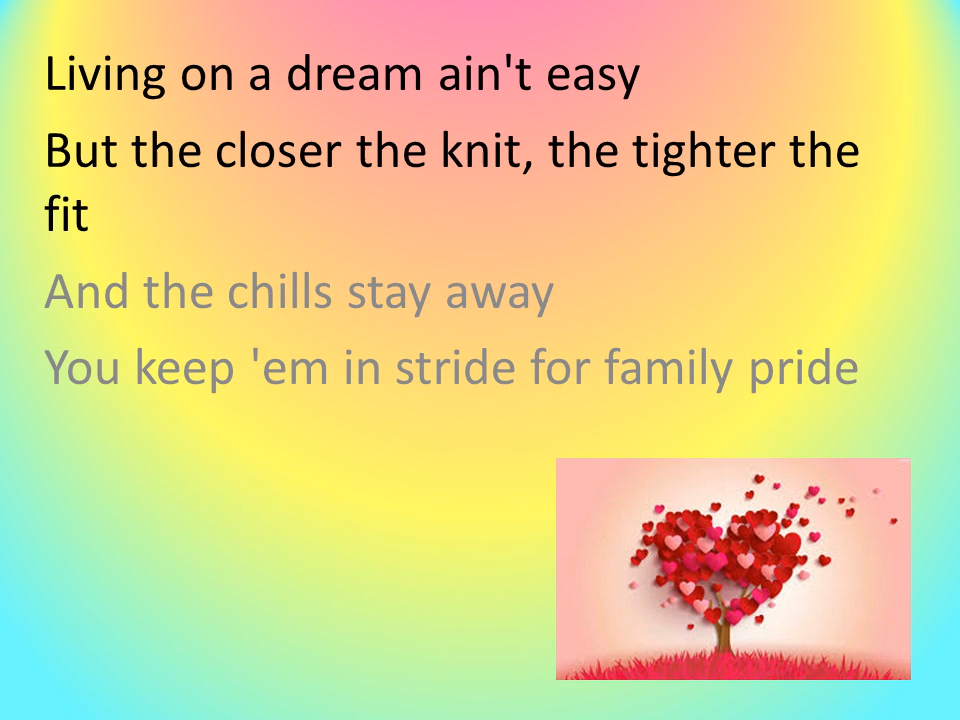 Living on a dream ain't easy
But the closer the knit, the tighter the
fit
And the chills stay away
You keep 'em in stride for family pride